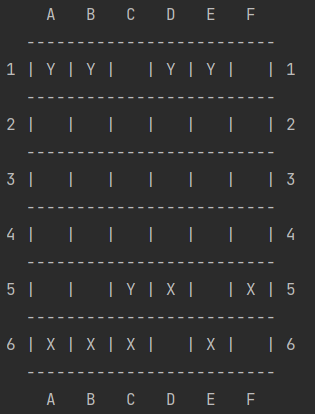 A B C D E F
-------------------------
1 | Y | Y |   | Y | Y |   | 1
-------------------------
2 |   |   |   |   |   |   | 2
-------------------------
3 |   |   |   |   |   |   | 3
-------------------------
4 |   |   |   |   |   |   | 4
-------------------------
5 |   |   | Y | X |   | X | 5
-------------------------
6 | X | X | X |   | X |   | 6
-------------------------
A B C D E F